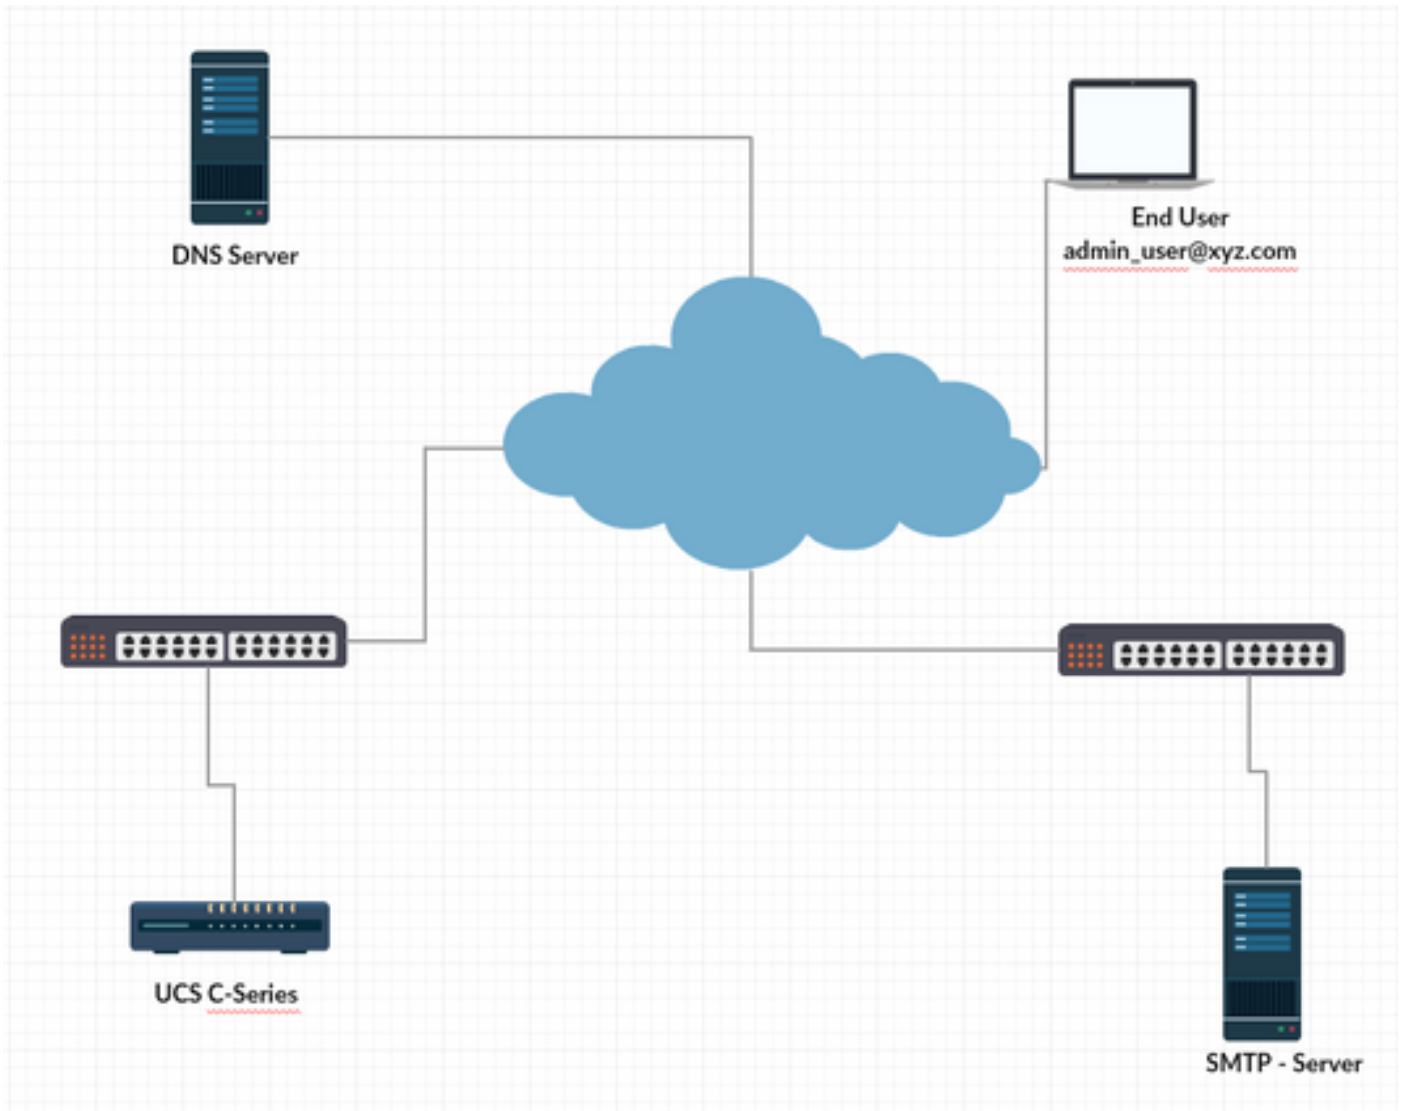 DNS Server
End User
admin_user@xyz.com
UCS C-Series
SMTP - Server